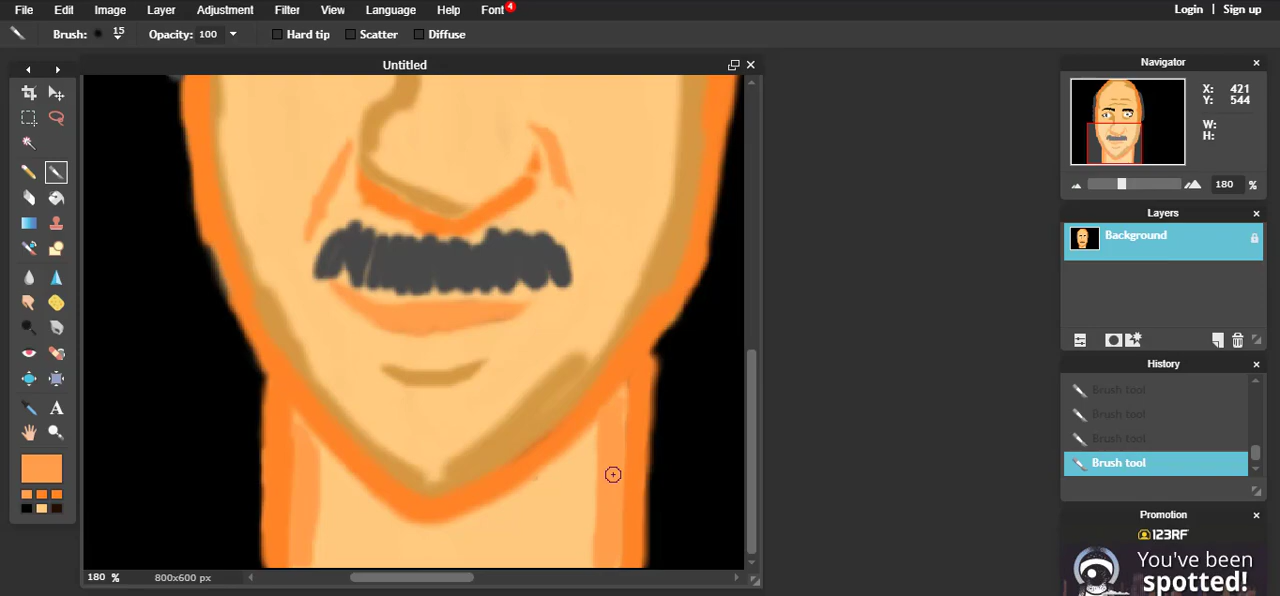 File Edit Image Layer Adjustment Filter View Language Help Font 4 Login | Sign up
Brush: 15 Opacity: 100 Hard tip Scatter Diffuse
Untitled
Navigator
X: 421
Y: 544
W:
H:
180 %
Layers
Background
History
Brush tool
Brush tool
Brush tool
Brush tool
Promotion
123RF
You've been
spotted!
A
180 % 800x600 px